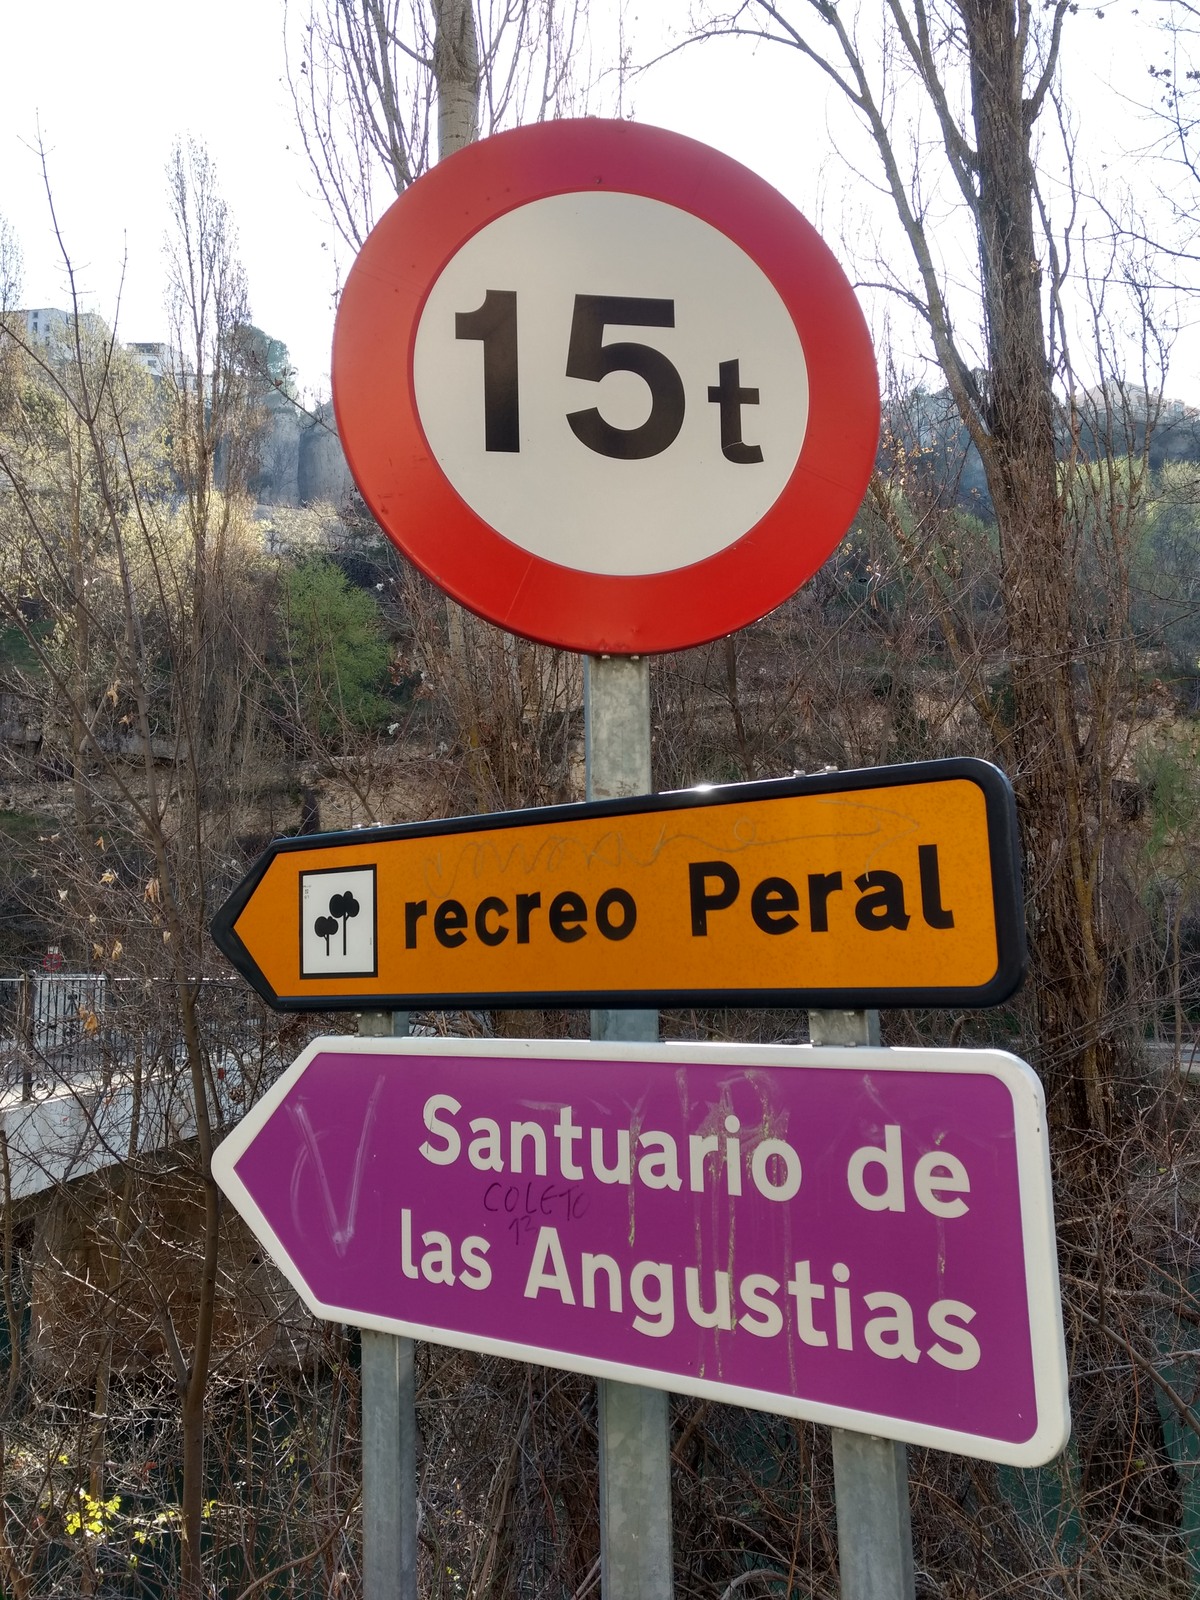 15t
recreo Peral
Santuario de
COLETO
las Angustias